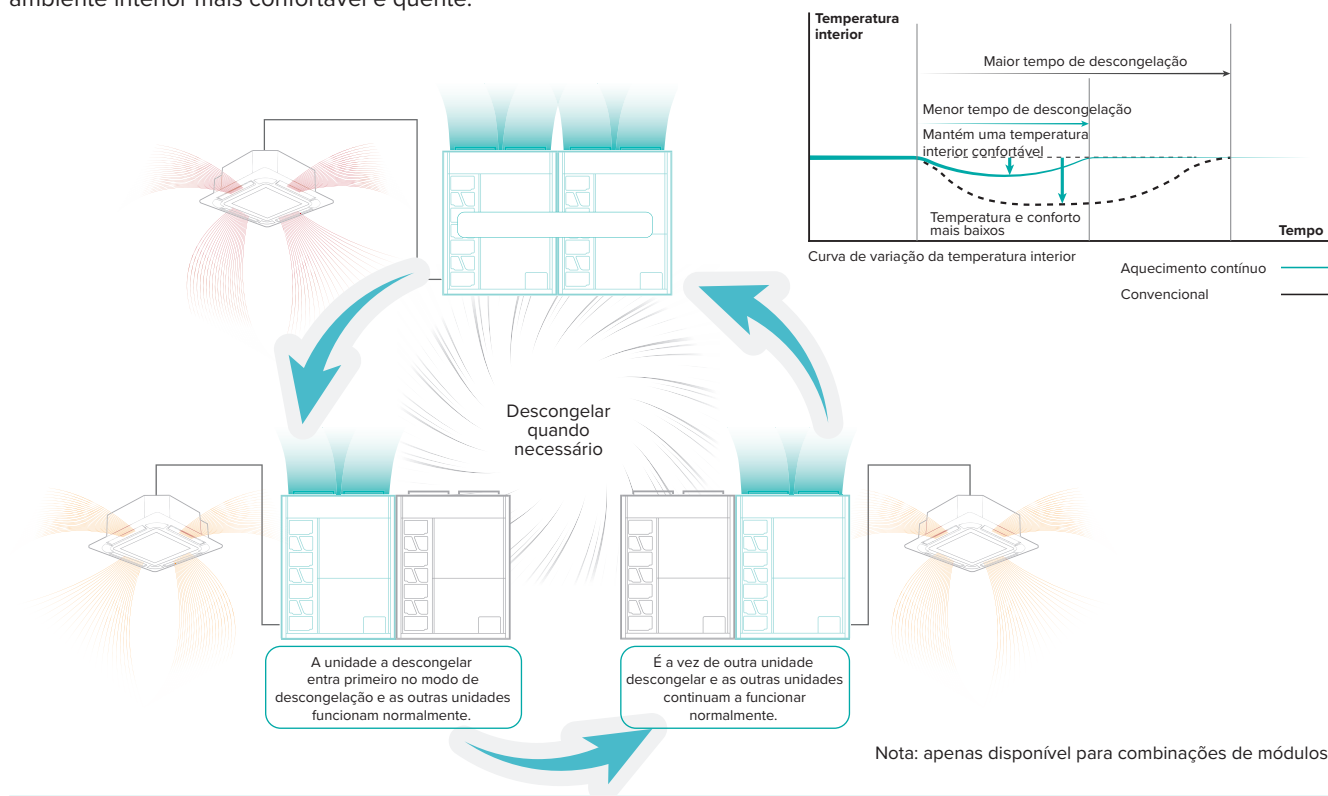 ambiente interior mais confortável e quente.
Temperatura
interior
Maior tempo de descongelação
Menor tempo de descongelação
Mantém uma temperatura
interior confortável
Temperatura e conforto
mais baixos
Tempo
Curva de variação da temperatura interior
Aquecimento contínuo
Convencional
Descongelar
quando
necessário
A unidade a descongelar
entra primeiro no modo de
descongelação e as outras unidades
funcionam normalmente.
É a vez de outra unidade
descongelar e as outras unidades
continuam a funcionar
normalmente.
Nota: apenas disponível para combinações de módulos